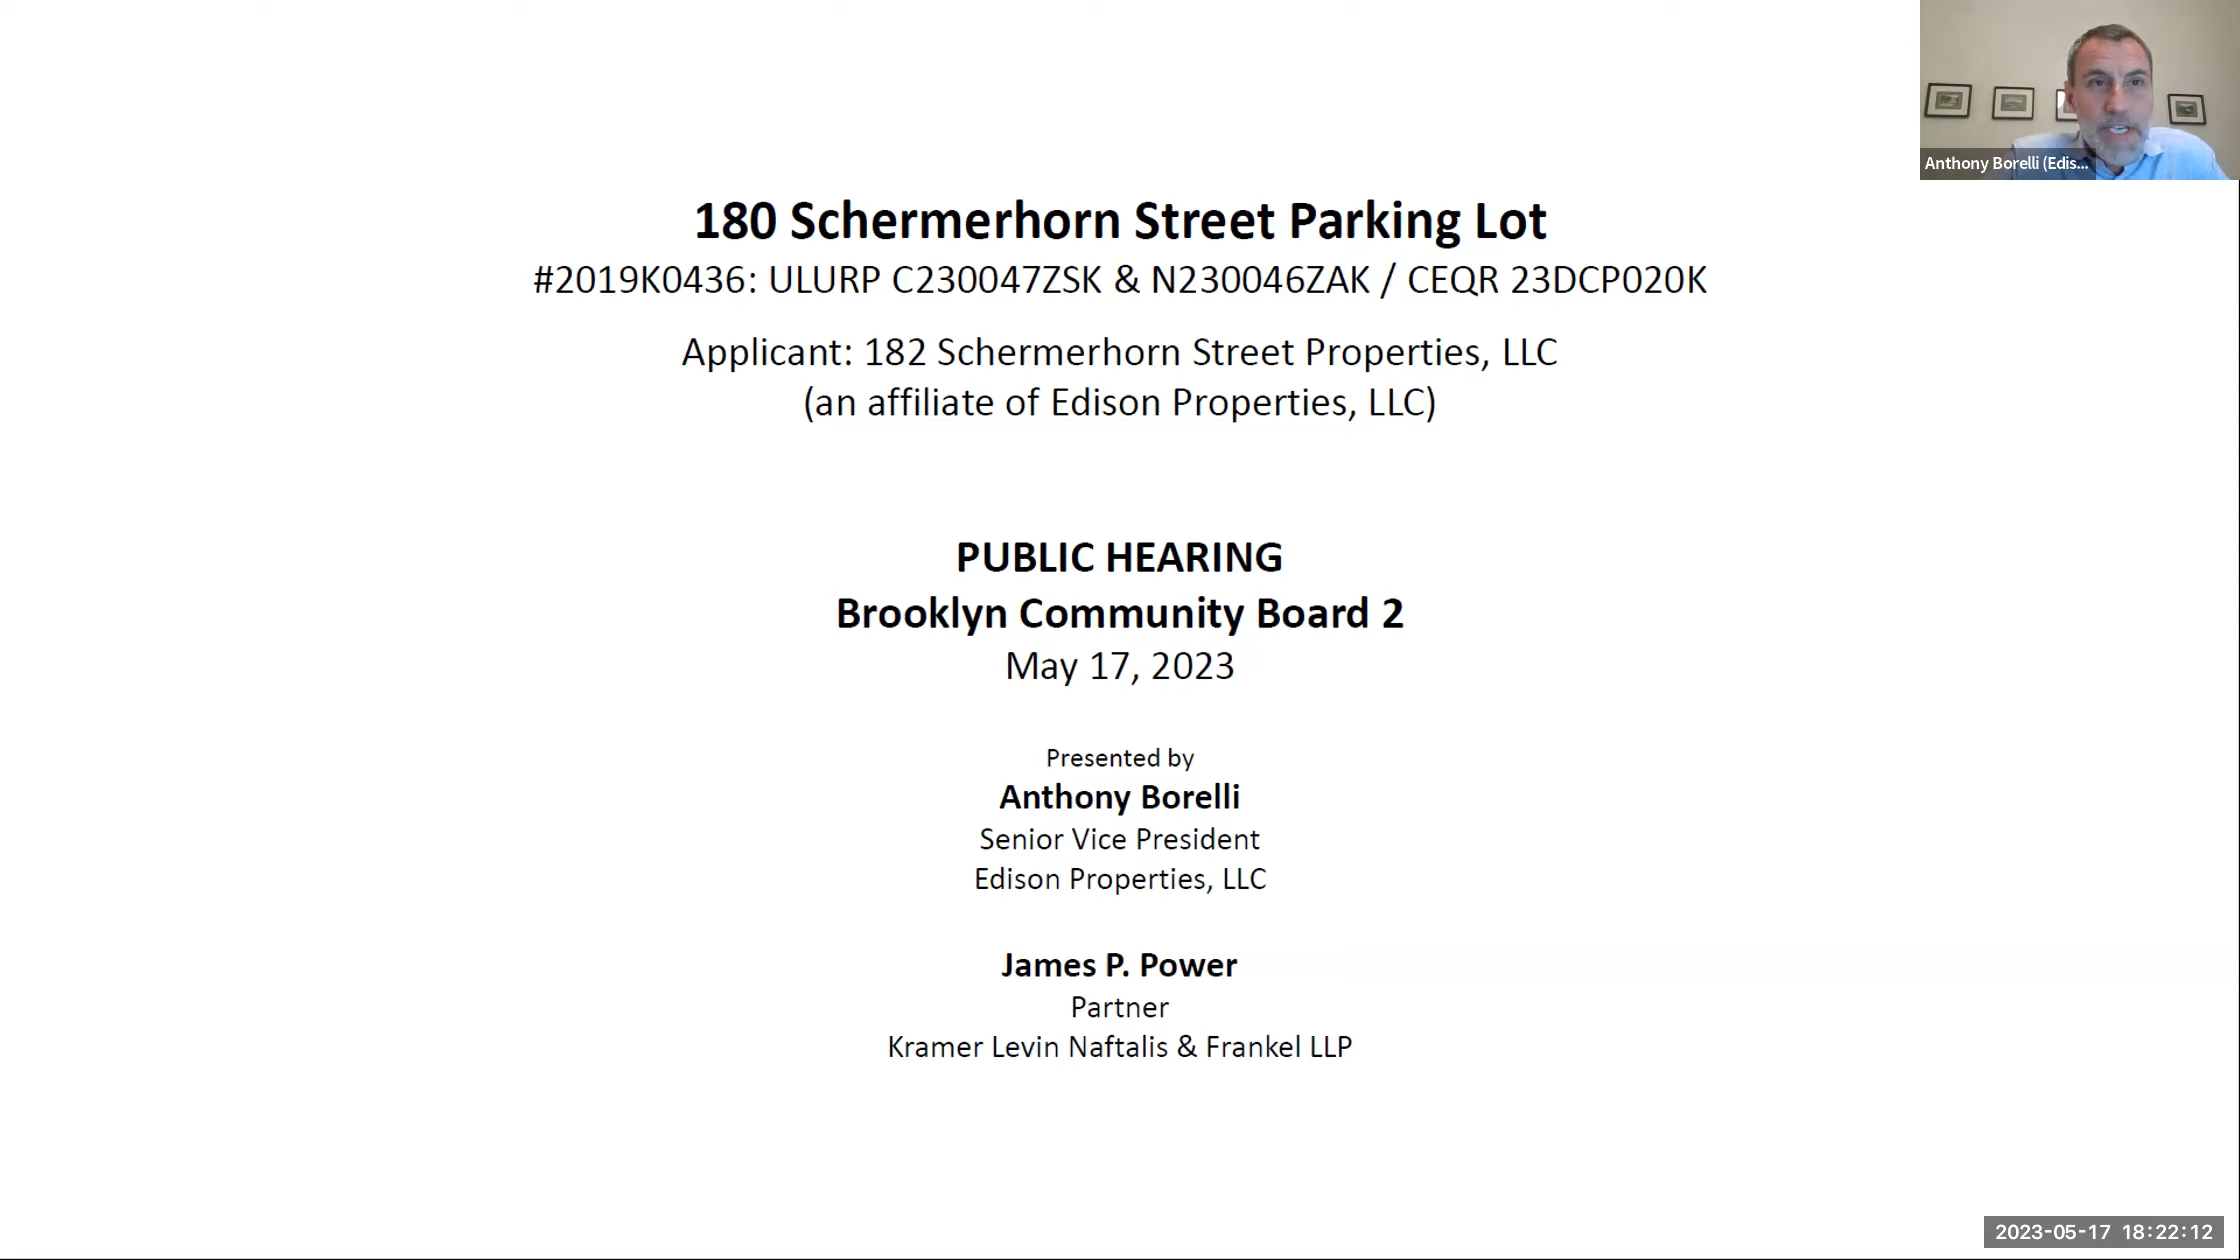 Anthony Borelli (Edis...
180 Schermerhorn Street Parking Lot
#2019K0436: ULURP C230047ZSK & N230046ZAK / CEQR 23DCP020K
Applicant: 182 Schermerhorn Street Properties, LLC
(an affiliate of Edison Properties, LLC)
PUBLIC HEARING
Brooklyn Community Board 2
May 17, 2023
Presented by
Anthony Borelli
Senior Vice President
Edison Properties, LLC
James P. Power
Partner
Kramer Levin Naftalis & Frankel LLP
2023-05-17 18:22:12